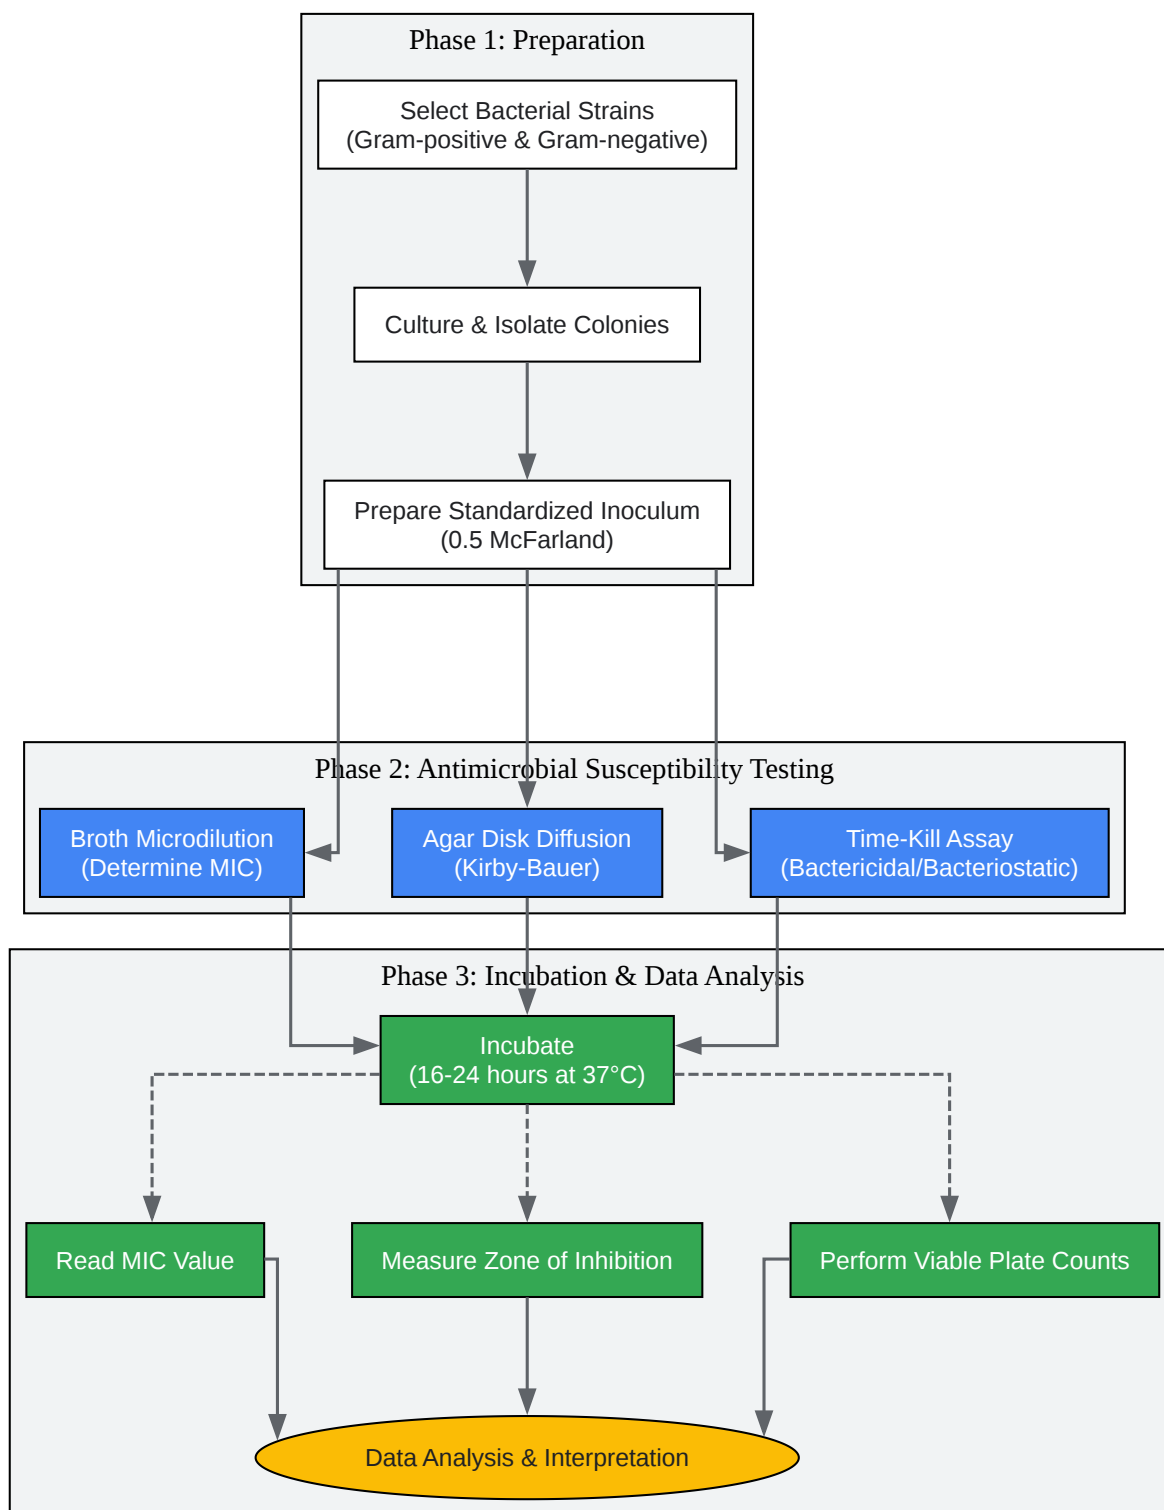 Phase 1: Preparation
Select Bacterial Strains
(Gram-positive & Gram-negative)
Culture & Isolate Colonies
Prepare Standardized Inoculum
(0.5 McFarland)
Phase 2: Antimicrobial Susceptibility Testing
Broth Microdilution
(Determine MIC)
Agar Disk Diffusion
(Kirby-Bauer)
Time-Kill Assay
(Bactericidal/Bacteriostatic)
Phase 3: Incubation & Data Analysis
Incubate
(16-24 hours at 37°C)
Read MIC Value
Measure Zone of Inhibition
Perform Viable Plate Counts
Data Analysis & Interpretation